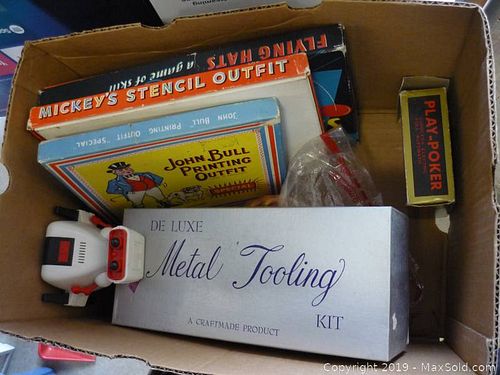 FLYING HATS
a game of skill
MICKEY'S STENCIL OUTFIT
JOHN "BULL" PRINTING OUTFIT "SPECIAL"
JOHN BULL
PRINTING
OUTFIT
PLAY-POKER
DE LUXE
Metal Tooling
KIT
A CRAFTMADE PRODUCT
Copyright 2019 - MaxSold.com